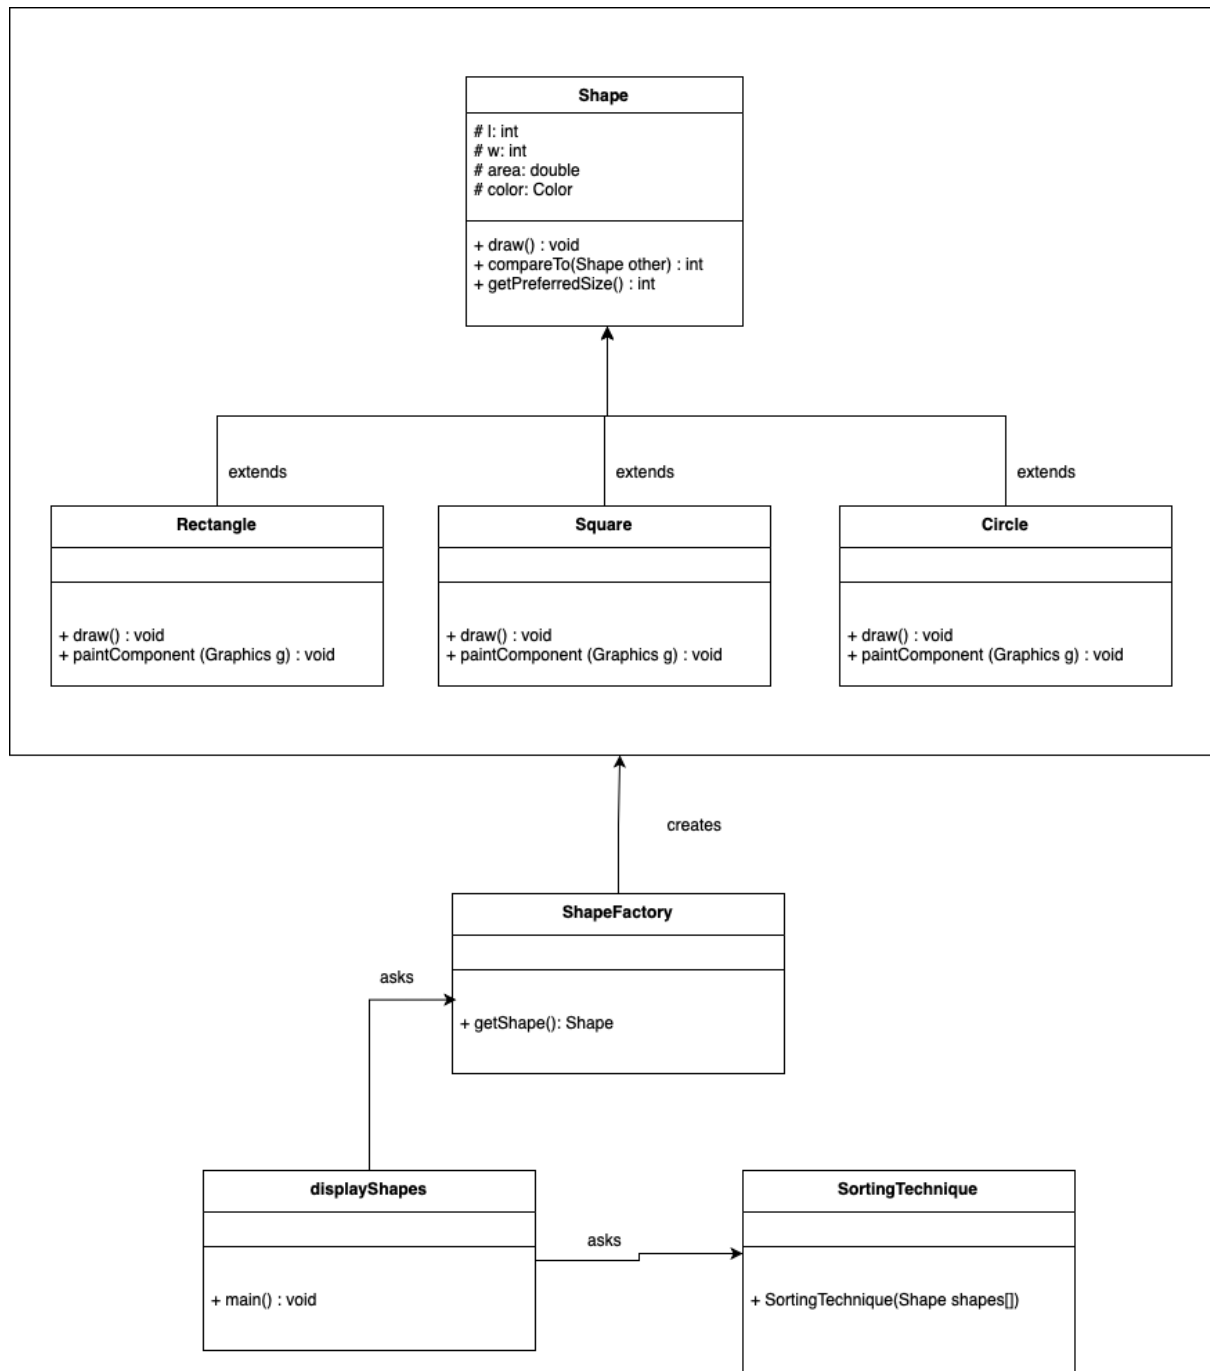 Shape
# l: int
# w: int
# area: double
# color: Color
+ draw() : void
+ compareTo(Shape other) : int
+ getPreferredSize() : int
extends
extends
extends
Rectangle
+ draw() : void
+ paintComponent (Graphics g) : void
Square
+ draw() : void
+ paintComponent (Graphics g) : void
Circle
+ draw() : void
+ paintComponent (Graphics g) : void
creates
ShapeFactory
+ getShape(): Shape
asks
displayShapes
+ main() : void
asks
SortingTechnique
+ SortingTechnique(Shape shapes[])